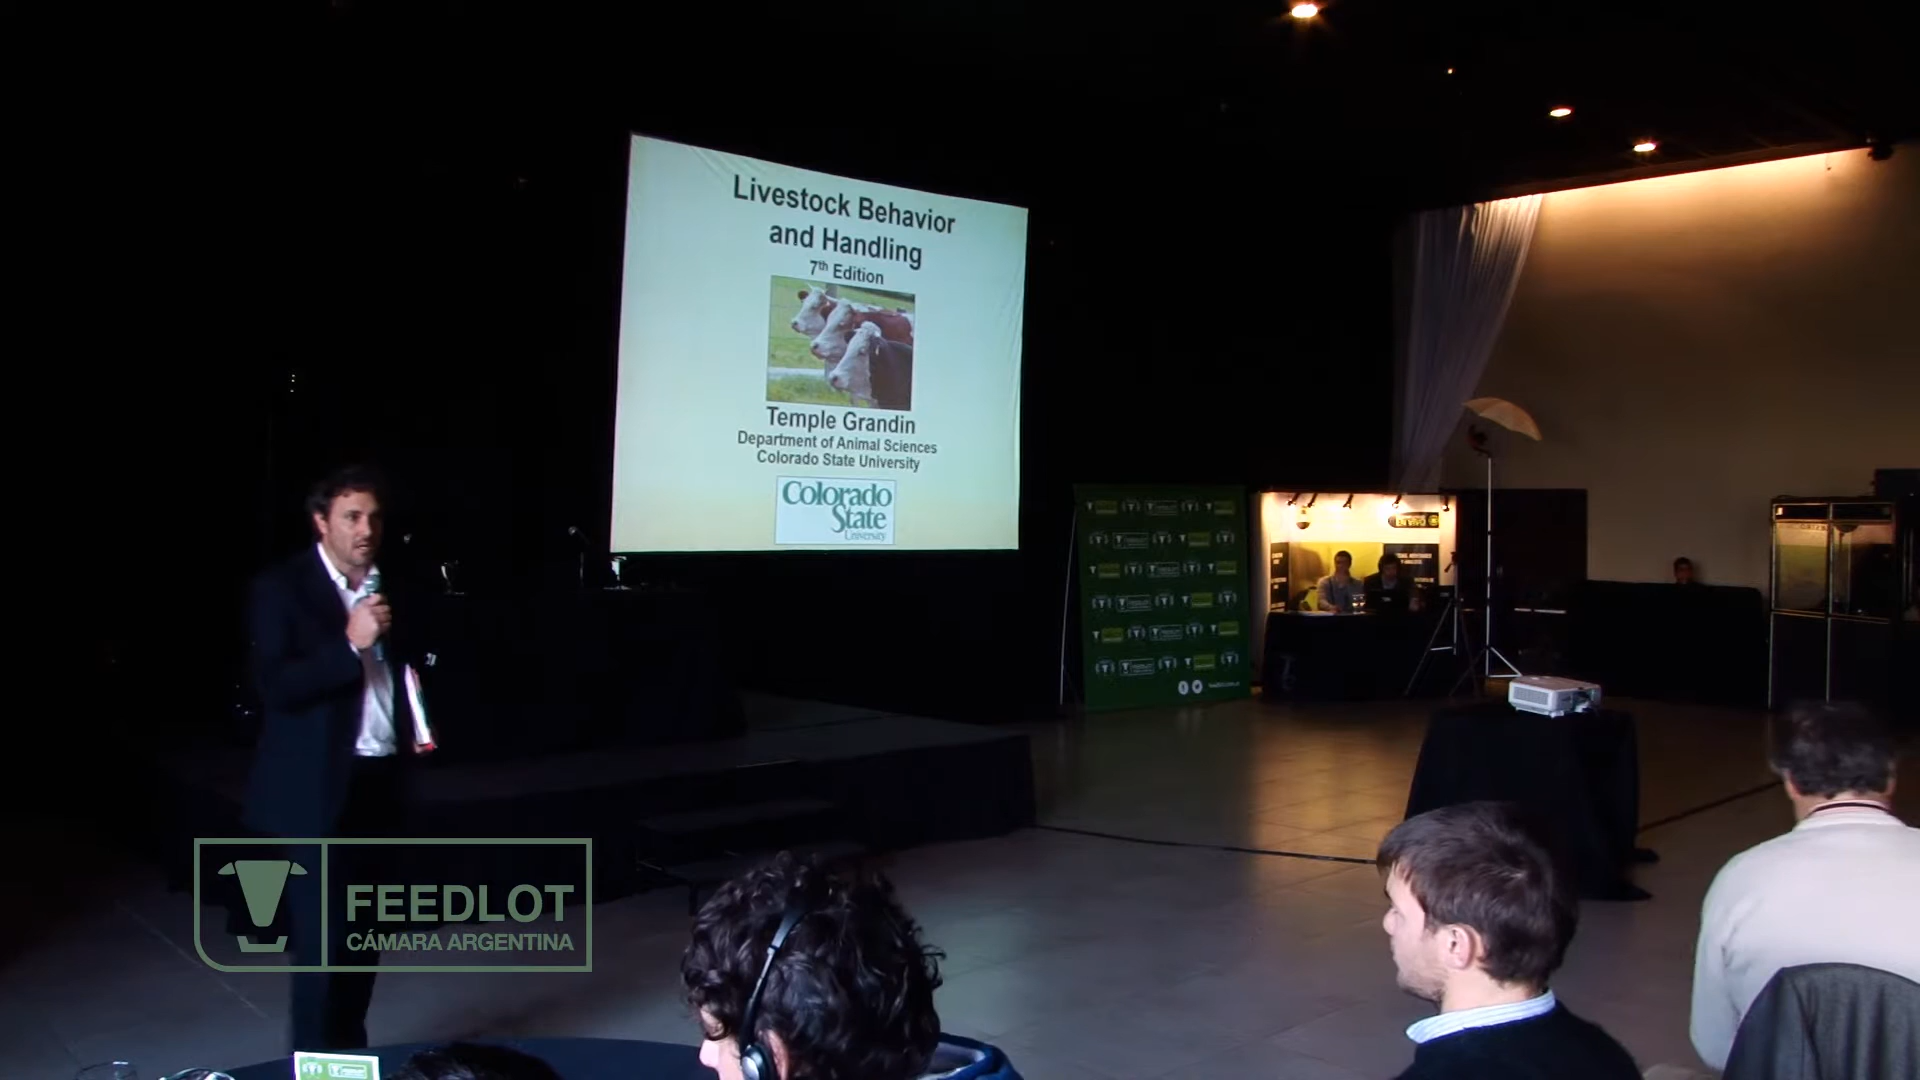 Livestock Behavior
and Handling
7th Edition
Temple Grandin
Department of Animal Sciences
Colorado State University
Colorado
State
University
EN VIVO
FEEDLOT
FEEDLOT
CÁMARA ARGENTINA